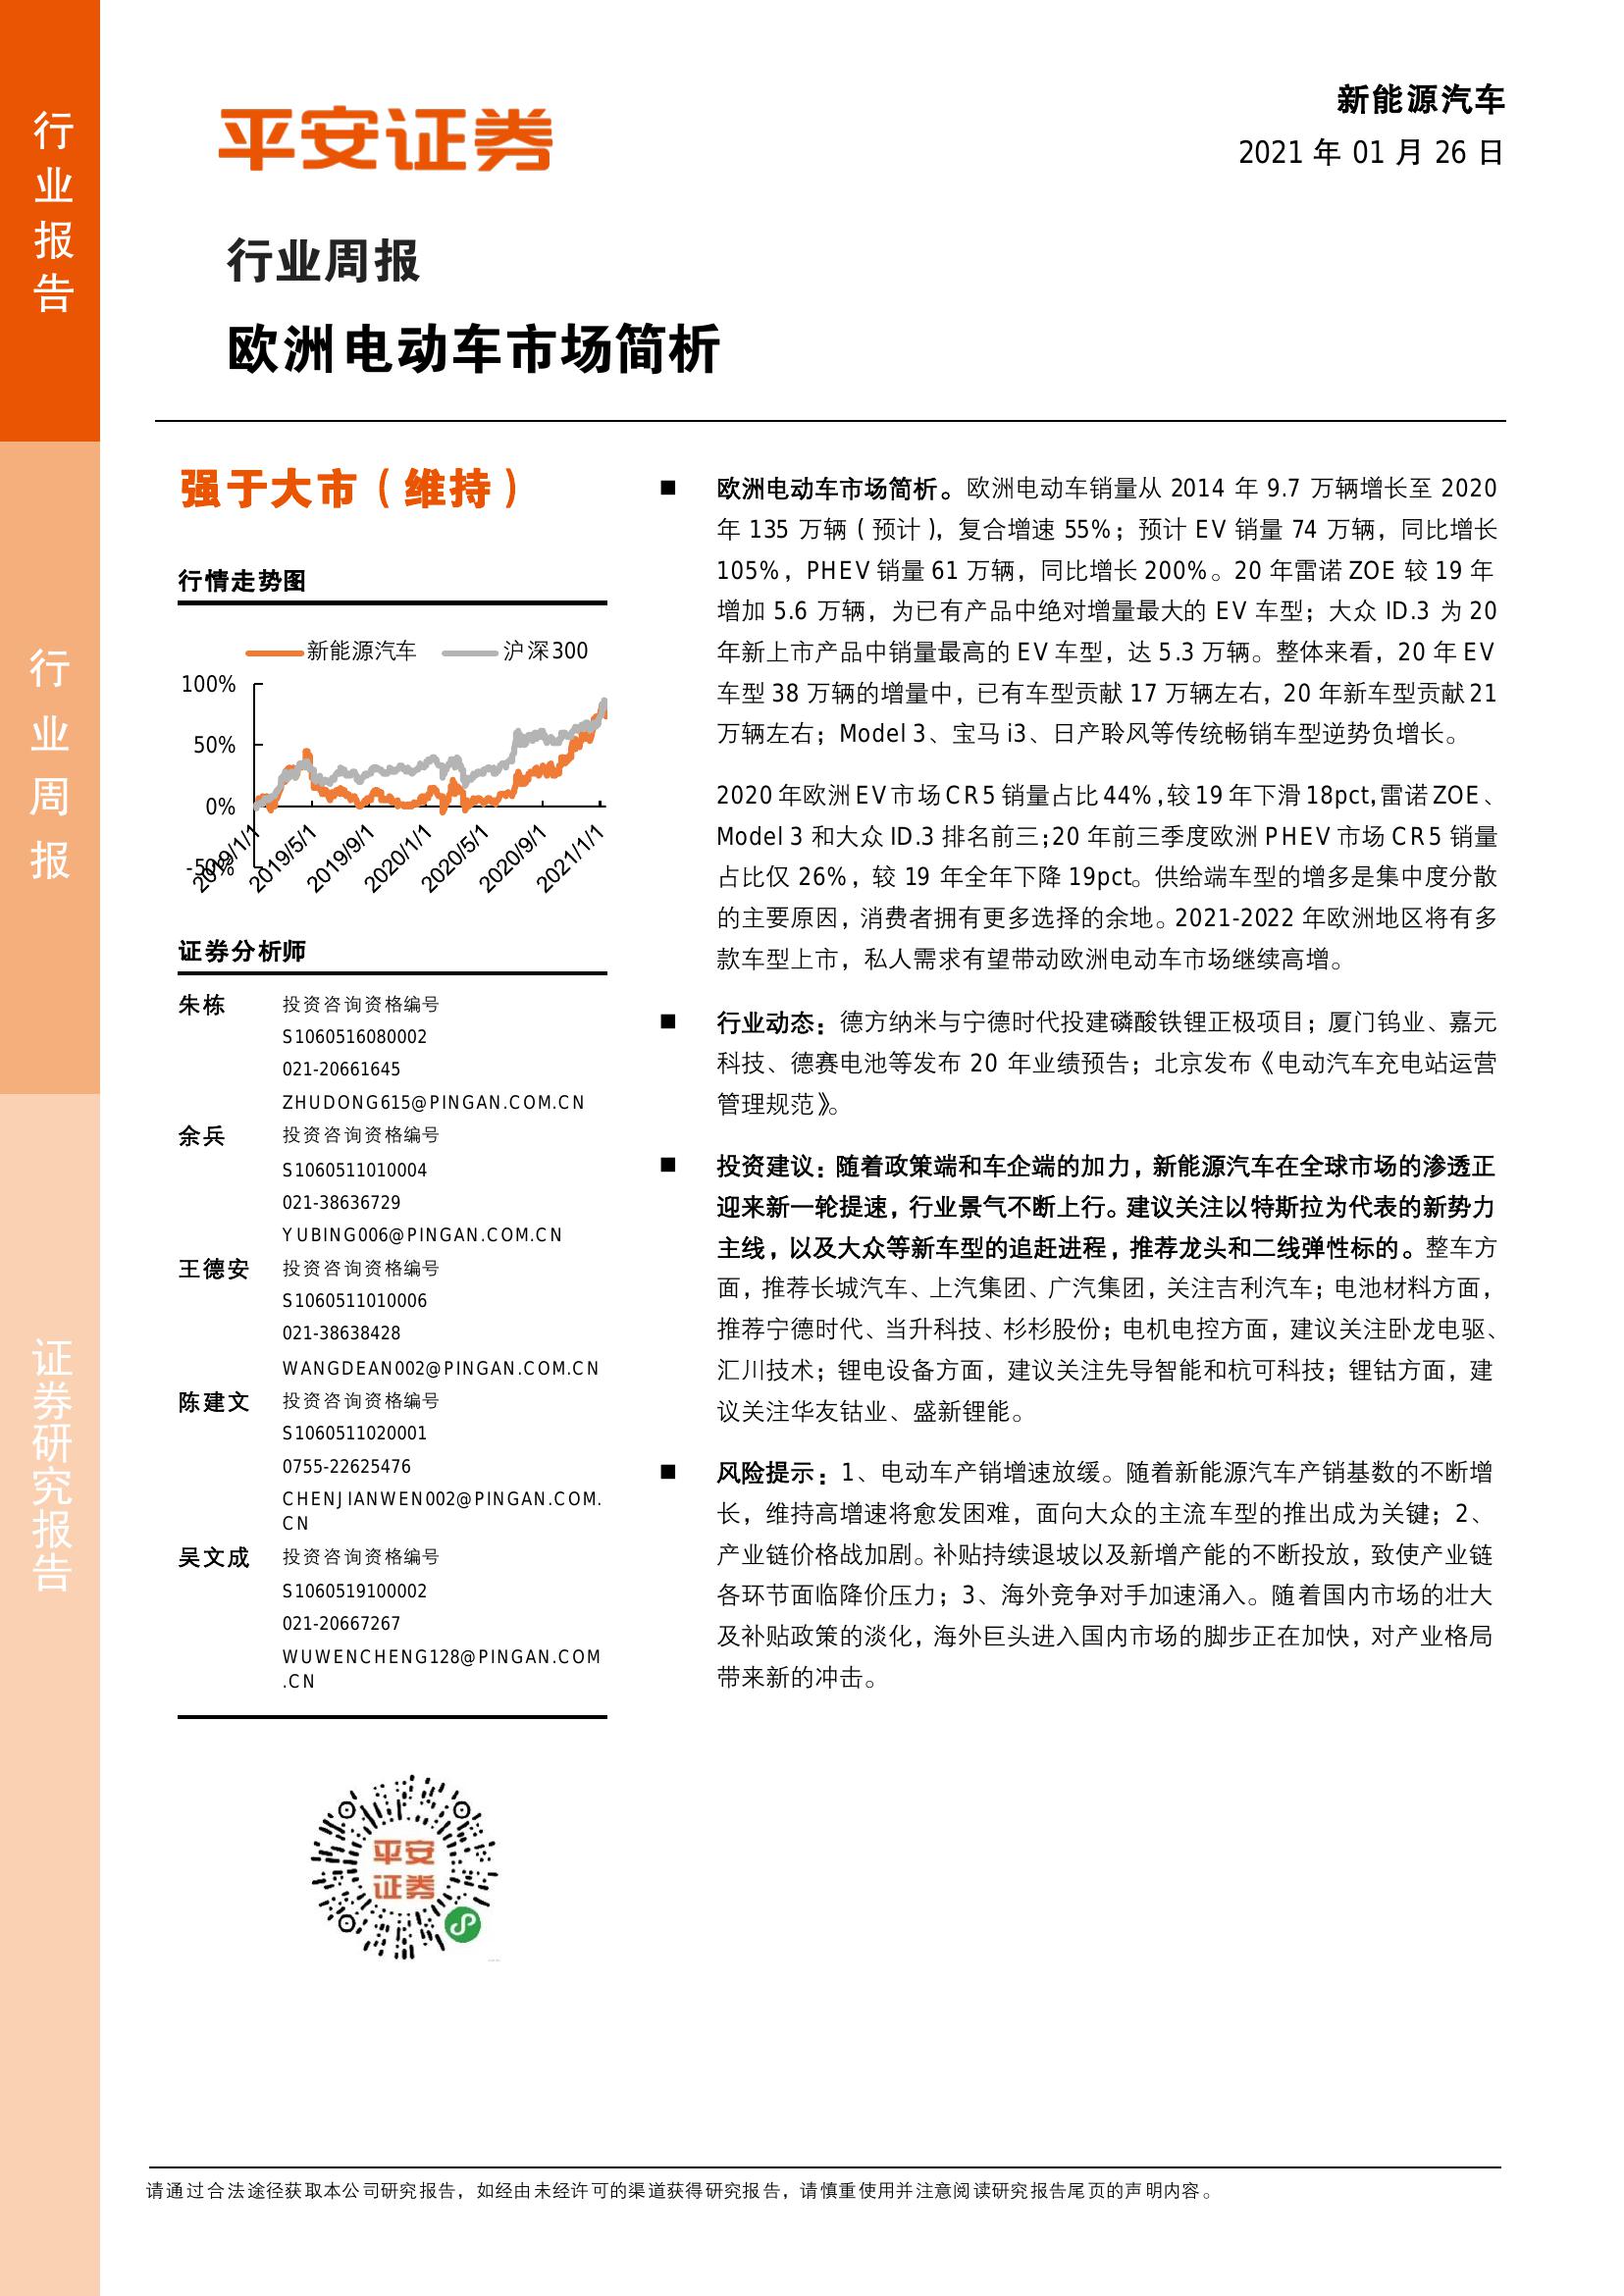 行业报告
行业周报
证券研究报告
平安证券
新能源汽车
2021 年 01 月 26 日
行业周报
欧洲电动车市场简析
强于大市（维持）
行情走势图
新能源汽车 沪深300
100%
50%
0%
-50%
2019/1/1 2019/5/1 2019/9/1 2020/1/1 2020/5/1 2020/9/1 2021/1/1
证券分析师
朱栋 投资咨询资格编号
S1060516080002
021-20661645
ZHUDONG615@PINGAN.COM.CN
余兵 投资咨询资格编号
S1060511010004
021-38636729
YUBING006@PINGAN.COM.CN
王德安 投资咨询资格编号
S1060511010006
021-38638428
WANGDEAN002@PINGAN.COM.CN
陈建文 投资咨询资格编号
S1060511020001
0755-22625476
CHENJIANWEN002@PINGAN.COM.
CN
吴文成 投资咨询资格编号
S1060519100002
021-20667267
WUWENCHENG128@PINGAN.COM
.CN
平安
证券
■ 欧洲电动车市场简析。欧洲电动车销量从 2014 年 9.7 万辆增长至 2020
年 135 万辆（预计），复合增速 55%；预计 EV 销量 74 万辆，同比增长
105%，PHEV 销量 61 万辆，同比增长 200%。20 年雷诺 ZOE 较 19 年
增加 5.6 万辆，为已有产品中绝对增量最大的 EV 车型；大众 ID.3 为 20
年新上市产品中销量最高的 EV 车型，达 5.3 万辆。整体来看，20 年 EV
车型 38 万辆的增量中，已有车型贡献 17 万辆左右，20 年新车型贡献 21
万辆左右；Model 3、宝马 i3、日产聆风等传统畅销车型逆势负增长。
2020 年欧洲 EV 市场 CR5 销量占比 44%，较 19 年下滑 18pct，雷诺 ZOE、
Model 3 和大众 ID.3 排名前三；20 年前三季度欧洲 PHEV 市场 CR5 销量
占比仅 26%，较 19 年全年下降 19pct。供给端车型的增多是集中度分散
的主要原因，消费者拥有更多选择的余地。2021-2022 年欧洲地区将有多
款车型上市，私人需求有望带动欧洲电动车市场继续高增。
■ 行业动态：德方纳米与宁德时代投建磷酸铁锂正极项目；厦门钨业、嘉元
科技、德赛电池等发布 20 年业绩预告；北京发布《电动汽车充电站运营
管理规范》。
■ 投资建议：随着政策端和车企端的加力，新能源汽车在全球市场的渗透正
迎来新一轮提速，行业景气不断上行。建议关注以特斯拉为代表的新势力
主线，以及大众等新车型的追赶进程，推荐龙头和二线弹性标的。整车方
面，推荐长城汽车、上汽集团、广汽集团，关注吉利汽车；电池材料方面，
推荐宁德时代、当升科技、杉杉股份；电机电控方面，建议关注卧龙电驱、
汇川技术；锂电设备方面，建议关注先导智能和杭可科技；锂钴方面，建
议关注华友钴业、盛新锂能。
■ 风险提示：1、电动车产销增速放缓。随着新能源汽车产销基数的不断增
长，维持高增速将愈发困难，面向大众的主流车型的推出成为关键；2、
产业链价格战加剧。补贴持续退坡以及新增产能的不断投放，致使产业链
各环节面临降价压力；3、海外竞争对手加速涌入。随着国内市场的壮大
及补贴政策的淡化，海外巨头进入国内市场的脚步正在加快，对产业格局
带来新的冲击。
请通过合法途径获取本公司研究报告，如经由未经许可的渠道获得研究报告，请慎重使用并注意阅读研究报告尾页的声明内容。